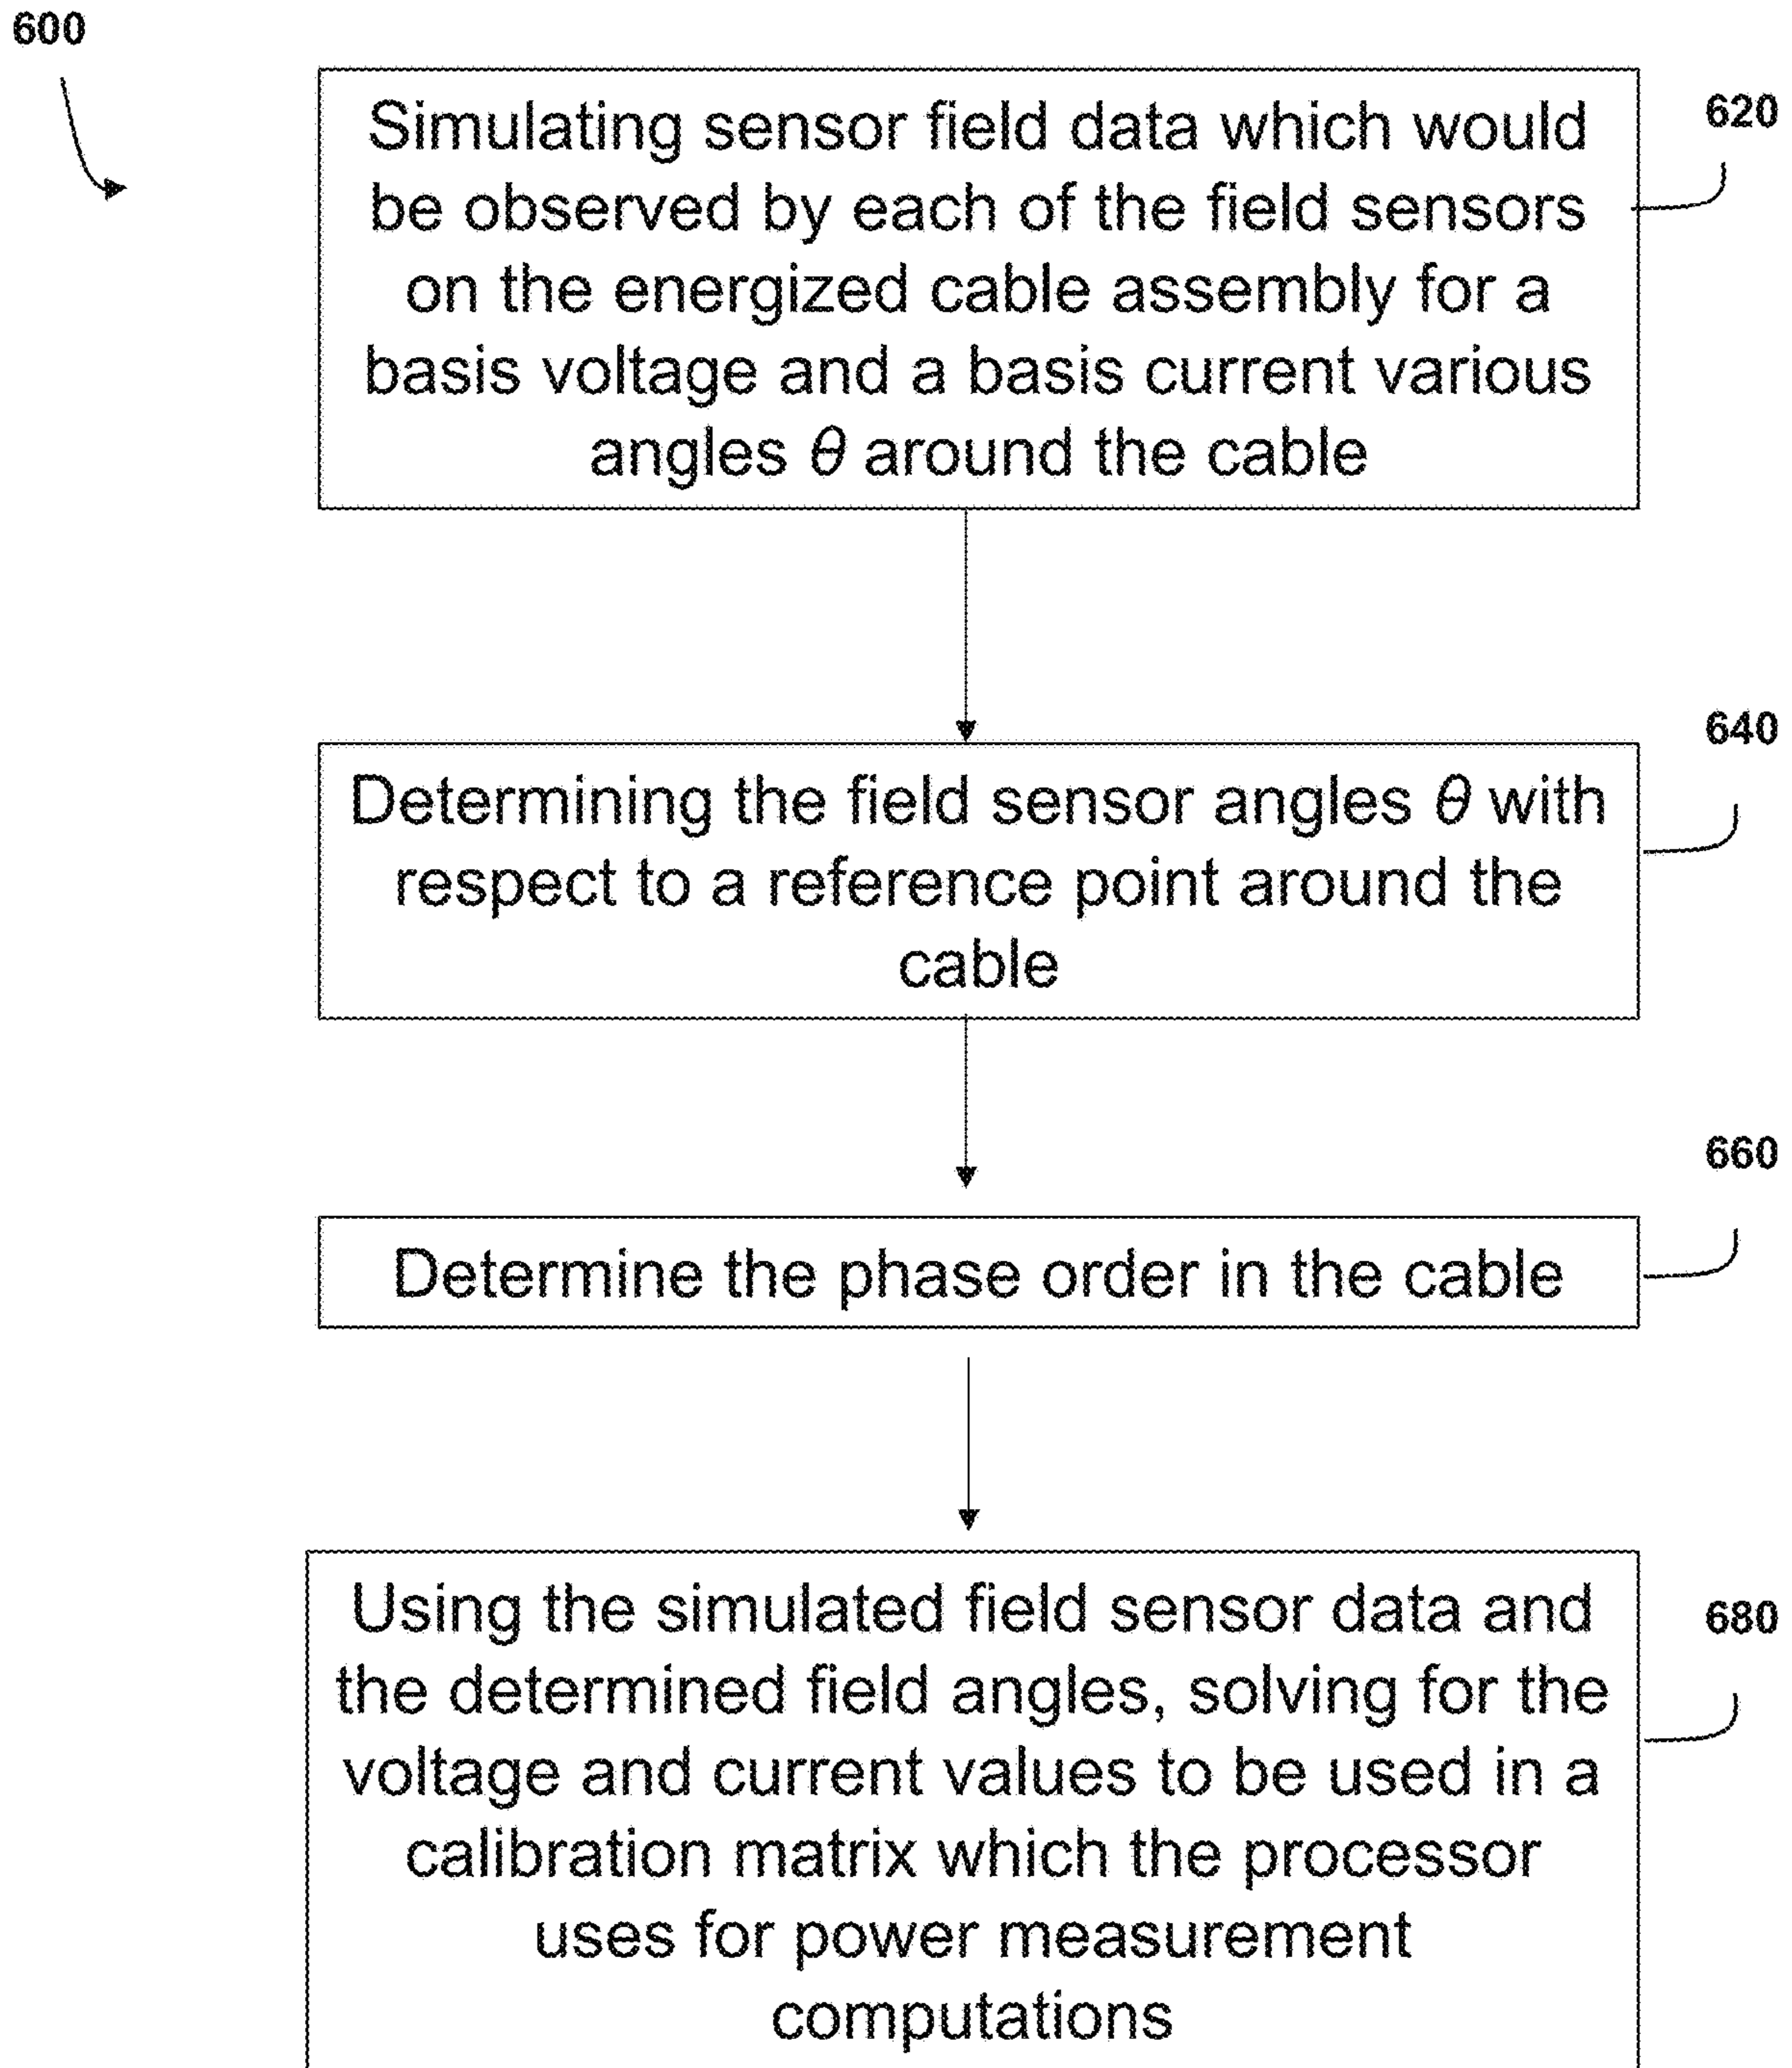 600
620
Simulating sensor field data which would
be observed by each of the field sensors
on the energized cable assembly for a
basis voltage and a basis current various
angles θ around the cable
640
Determining the field sensor angles θ with
respect to a reference point around the
cable
660
Determine the phase order in the cable
680
Using the simulated field sensor data and
the determined field angles, solving for the
voltage and current values to be used in a
calibration matrix which the processor
uses for power measurement
computations